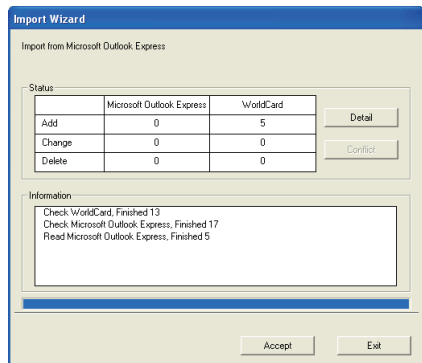 Import Wizard
Import from Microsoft Outlook Express
Status
Microsoft Outlook Express WorldCard
Add 0 5
Detail
Change 0 0
Conflict
Delete 0 0
Information
Check WorldCard, Finished 13
Check Microsoft Outlook Express, Finished 17
Read Microsoft Outlook Express, Finished 5
Accept Exit